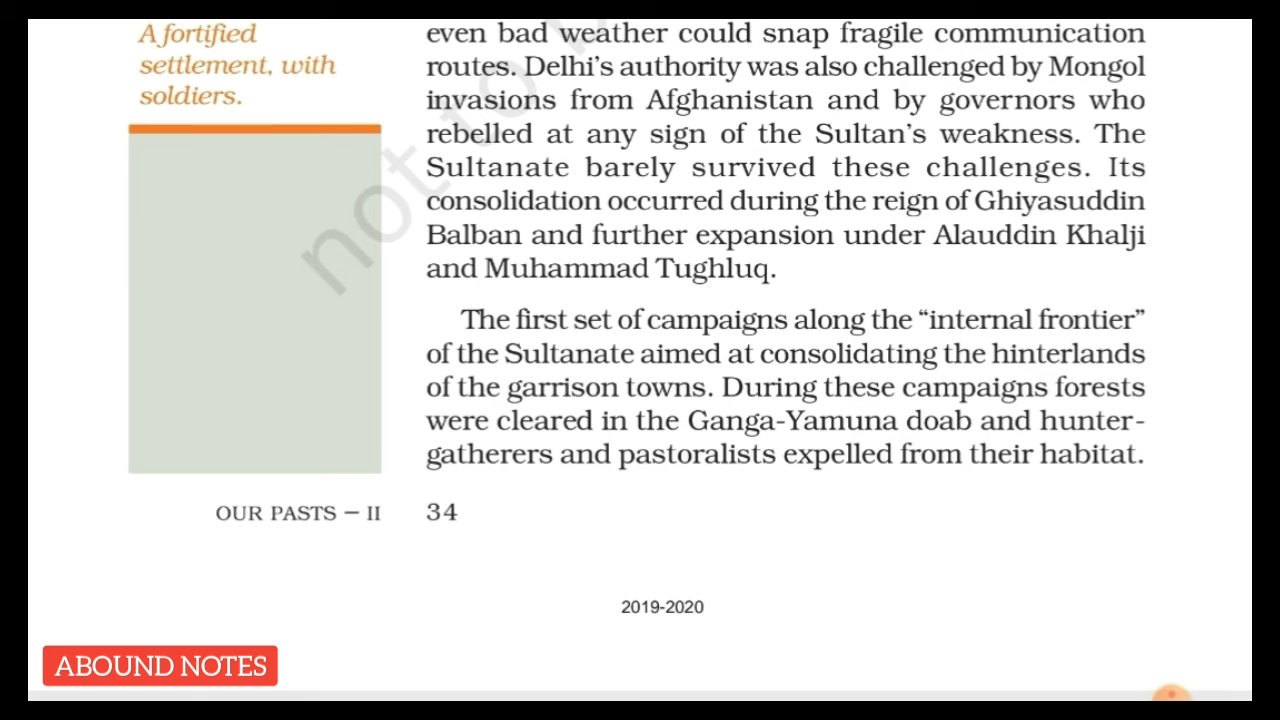 A fortified
settlement, with
soldiers.
even bad weather could snap fragile communication
routes. Delhi's authority was also challenged by Mongol
invasions from Afghanistan and by governors who
rebelled at any sign of the Sultan's weakness. The
Sultanate barely survived these challenges. Its
consolidation occurred during the reign of Ghiyasuddin
Balban and further expansion under Alauddin Khalji
and Muhammad Tughluq.
The first set of campaigns along the “internal frontier”
of the Sultanate aimed at consolidating the hinterlands
of the garrison towns. During these campaigns forests
were cleared in the Ganga-Yamuna doab and hunter-
gatherers and pastoralists expelled from their habitat.
not to
OUR PASTS – II 34
2019-2020
ABOUND NOTES